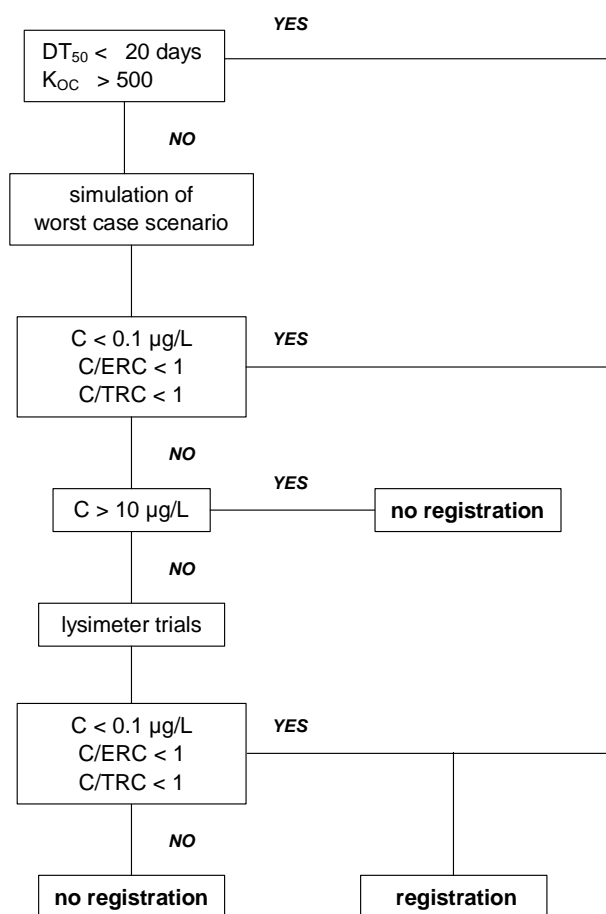 YES
DT50 < 20 days
KOC > 500
NO
simulation of
worst case scenario
C < 0.1 µg/L
C/ERC < 1
C/TRC < 1
YES
NO
C > 10 µg/L
YES
no registration
NO
lysimeter trials
C < 0.1 µg/L
C/ERC < 1
C/TRC < 1
YES
NO
no registration
registration